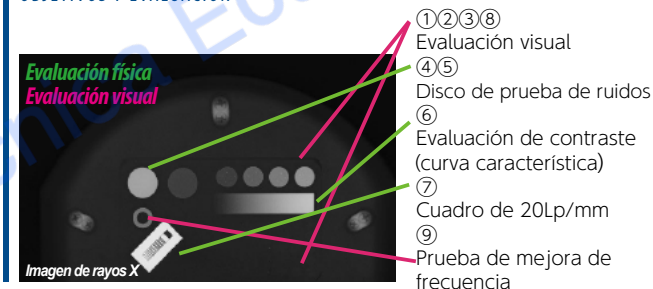 Evaluación física
Evaluación visual
Imagen de rayos X
①②③⑧
Evaluación visual
④⑤
Disco de prueba de ruidos
⑥
Evaluación de contraste
(curva característica)
⑦
Cuadro de 20Lp/mm
⑨
Prueba de mejora de
frecuencia